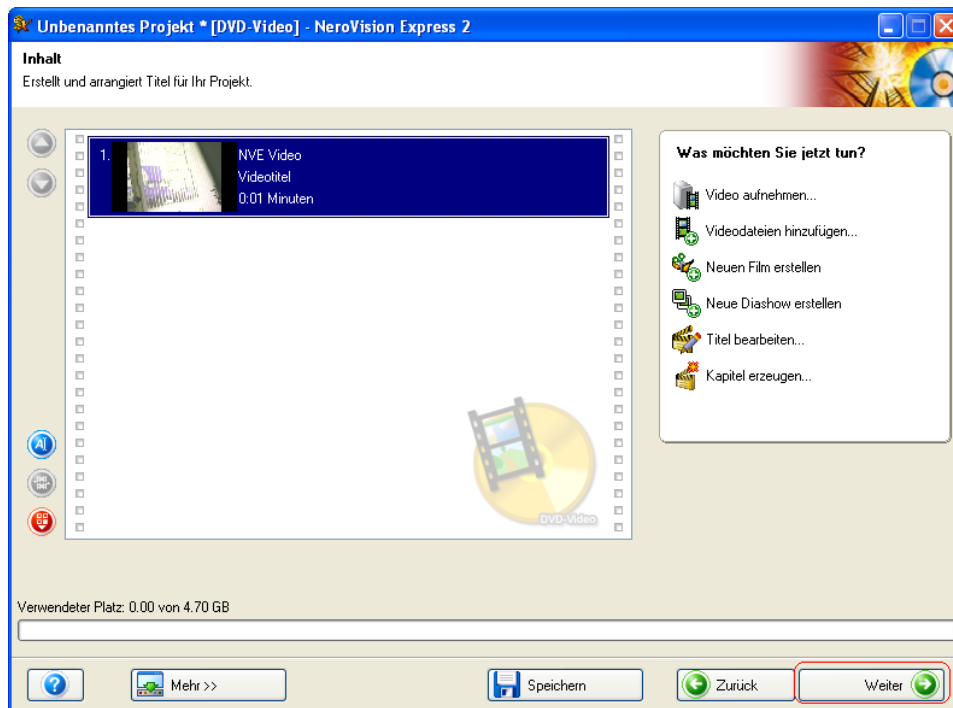 Unbenanntes Projekt * [DVD-Video] - NeroVision Express 2
Inhalt
Erstellt und arrangiert Titel für Ihr Projekt.
1.
NVE Video
Videotitel
0:01 Minuten
DVD-Video
Was möchten Sie jetzt tun?
Video aufnehmen...
Videodateien hinzufügen...
Neuen Film erstellen
Neue Diashow erstellen
Titel bearbeiten...
Kapitel erzeugen...
Verwendeter Platz: 0.00 von 4.70 GB
Mehr >>
Speichern
Zurück
Weiter